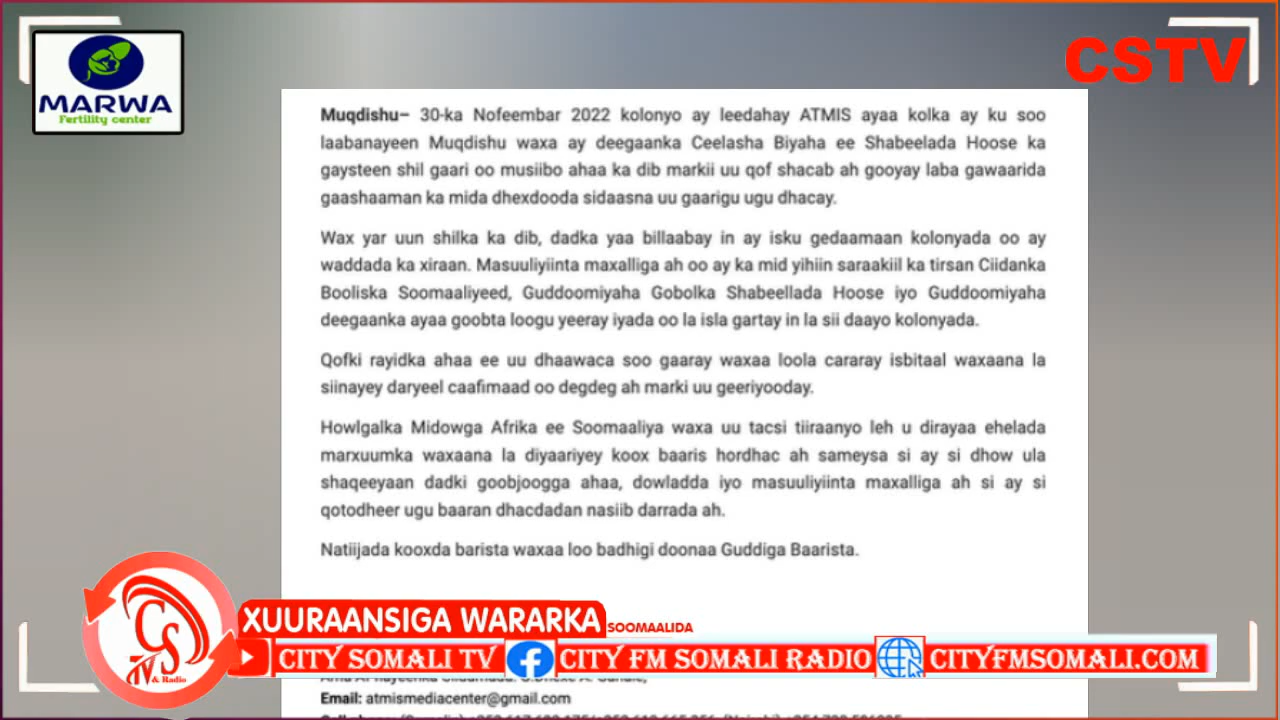 MARWA
Fertility center
CSTV
Muqdishu– 30-ka Nofeembar 2022 kolonyo ay leedahay ATMIS ayaa kolka ay ku soo
laabanayeen Muqdishu waxa ay deegaanka Ceelasha Biyaha ee Shabeelada Hoose ka
gaysteen shil gaari oo musiibo ahaa ka dib markii uu qof shacab ah gooyay laba gawaarida
gaashaaman ka mida dhexdooda sidaasna uu gaarigu ugu dhacay.
Wax yar uun shilka ka dib, dadka yaa billaabay in ay isku gedaamaan kolonyada oo ay
waddada ka xiraan. Masuuliyiinta maxalliga ah oo ay ka mid yihiin saraakiil ka tirsan Ciidanka
Booliska Soomaaliyeed, Guddoomiyaha Gobolka Shabeellada Hoose iyo Guddoomiyaha
deegaanka ayaa goobta loogu yeeray iyada oo la isla gartay in la sii daayo kolonyada.
Qofki rayidka ahaa ee uu dhaawaca soo gaaray waxaa loola cararay isbitaal waxaana la
siinayey daryeel caafimaad oo degdeg ah marki uu geeriyooday.
Howlgalka Midowga Afrika ee Soomaaliya waxa uu tacsi tiiraanyo leh u dirayaa ehelada
marxuumka waxaana la diyaariyey koox baaris hordhac ah sameysa si ay si dhow ula
shaqeeyaan dadki goobjoogga ahaa, dowladda iyo masuuliyiinta maxalliga ah si ay si
qotodheer ugu baaran dhacdadan nasiib darrada ah.
Natiijada kooxda barista waxaa loo badhigi doonaa Guddiga Baarista.
CS
TV & Radio
XUURAANSIGA WARARKA
SOOMAALIDA
CITY SOMALI TV CITY FM SOMALI RADIO CITYFMSOMALI.COM
Email: atmismediacenter@gmail.com